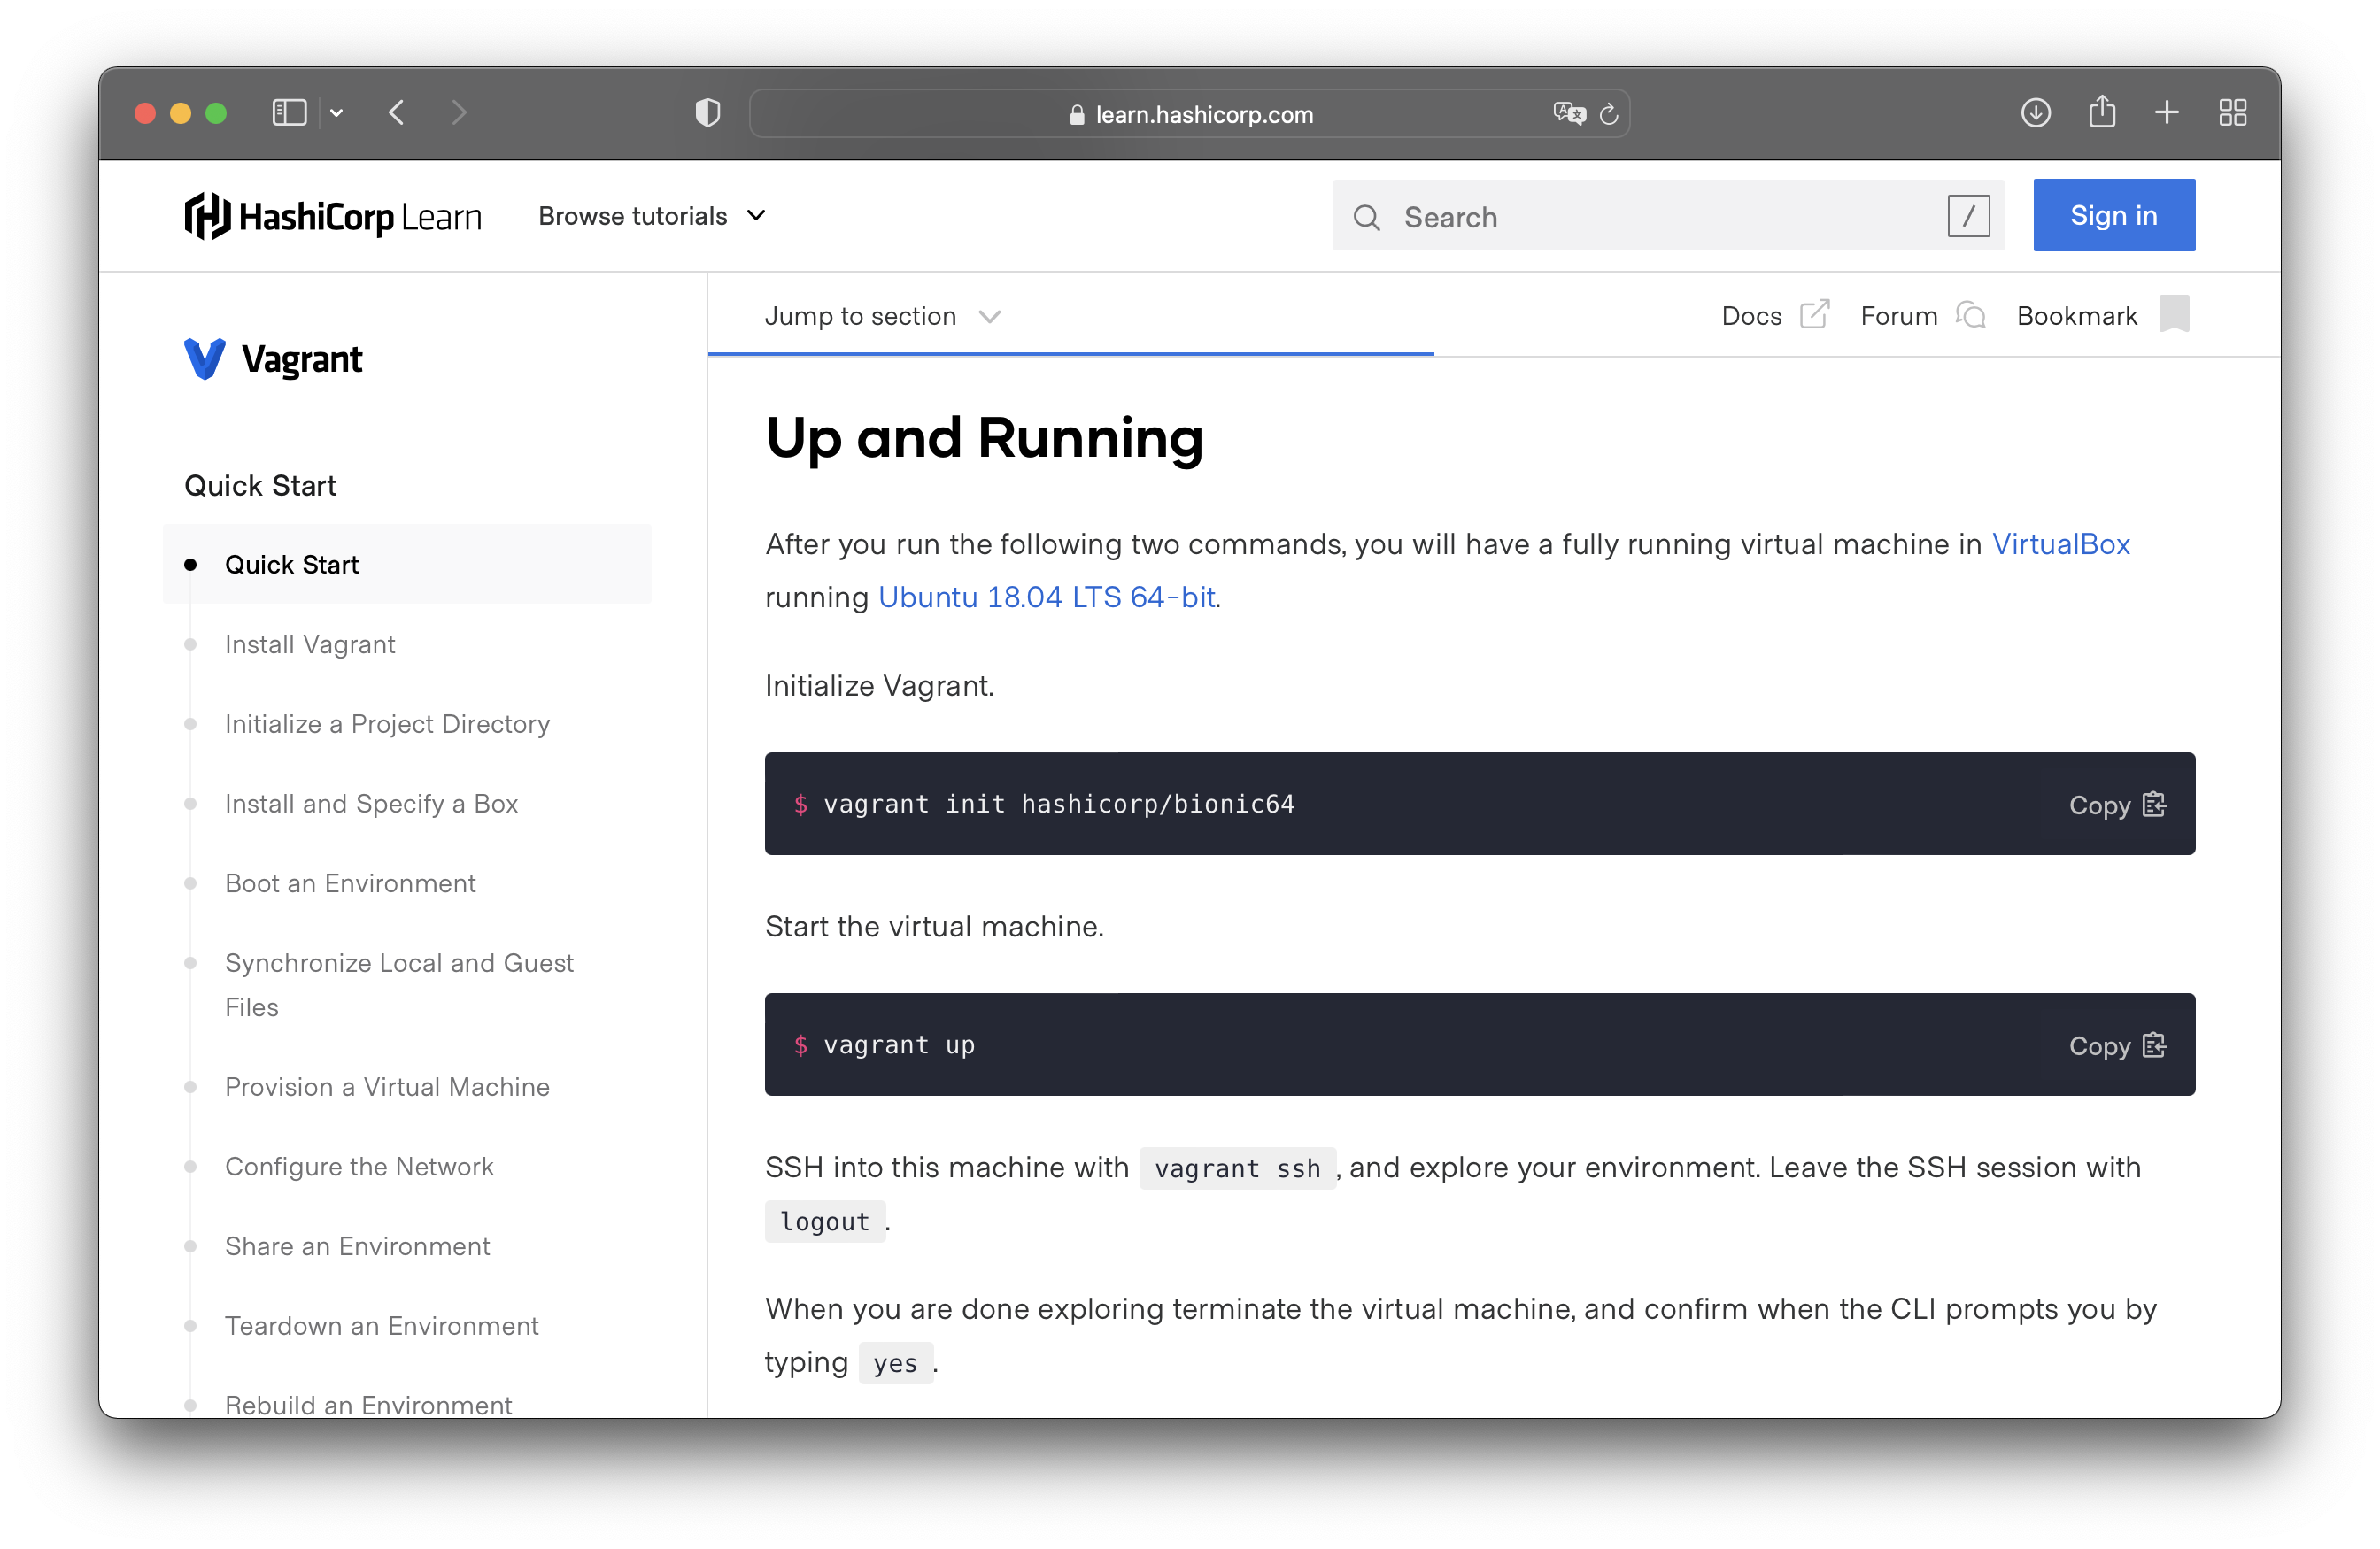 learn.hashicorp.com
HashiCorp Learn
Browse tutorials
Search
/
Sign in
Vagrant
Quick Start
Quick Start
Install Vagrant
Initialize a Project Directory
Install and Specify a Box
Boot an Environment
Synchronize Local and Guest
Files
Provision a Virtual Machine
Configure the Network
Share an Environment
Teardown an Environment
Rebuild an Environment
Jump to section
Docs
Forum
Bookmark
Up and Running
After you run the following two commands, you will have a fully running virtual machine in VirtualBox
running Ubuntu 18.04 LTS 64-bit.
Initialize Vagrant.
$ vagrant init hashicorp/bionic64
Copy
Start the virtual machine.
$ vagrant up
Copy
SSH into this machine with vagrant ssh , and explore your environment. Leave the SSH session with
logout .
When you are done exploring terminate the virtual machine, and confirm when the CLI prompts you by
typing yes .